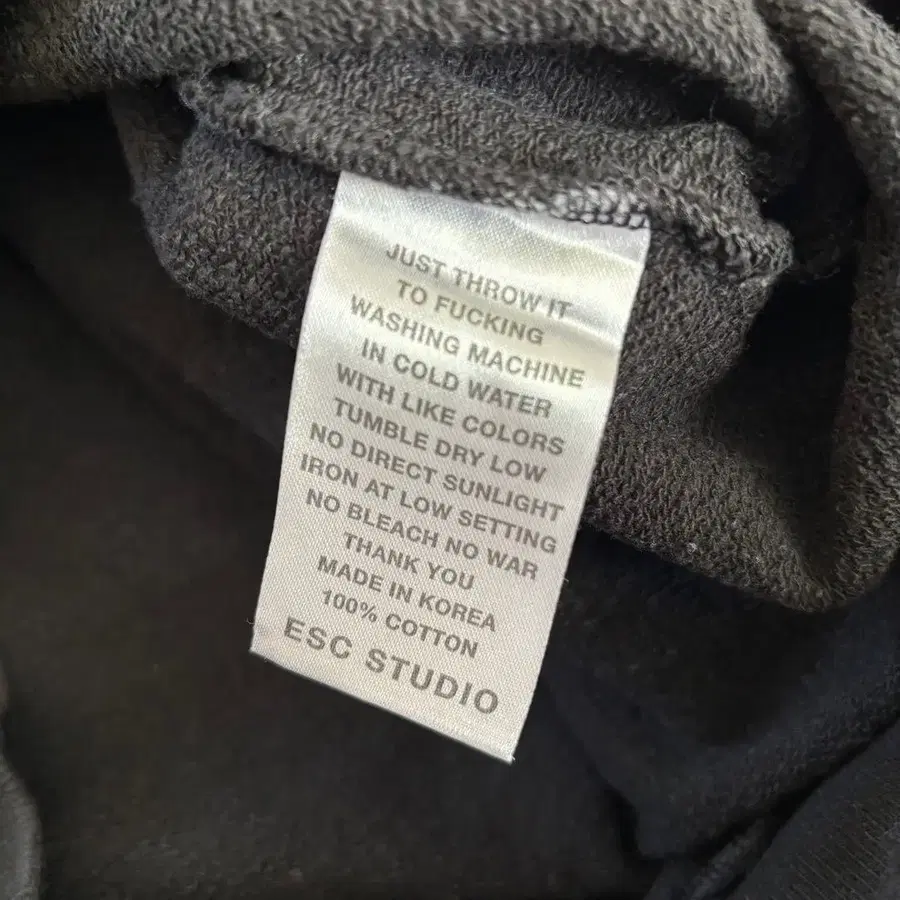 JUST THROW IT
TO FUCKING
WASHING MACHINE
IN COLD WATER
WITH LIKE COLORS
TUMBLE DRY LOW
NO DIRECT SUNLIGHT
IRON AT LOW SETTING
NO BLEACH NO WAR
THANK YOU
MADE IN KOREA
100% COTTON
ESC STUDIO